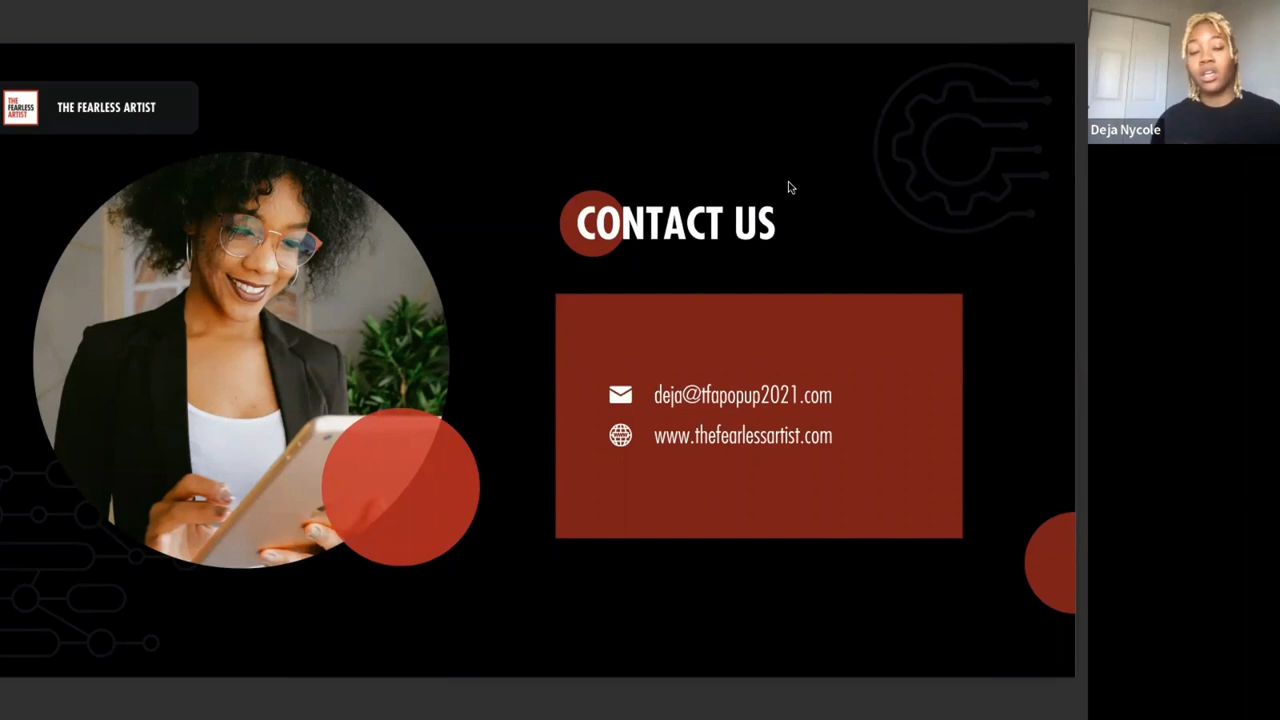 THE
FEARLESS
ARTIST
THE FEARLESS ARTIST
CONTACT US
deja@tfapopup2021.com
www.thefearlessartist.com
Deja Nycole